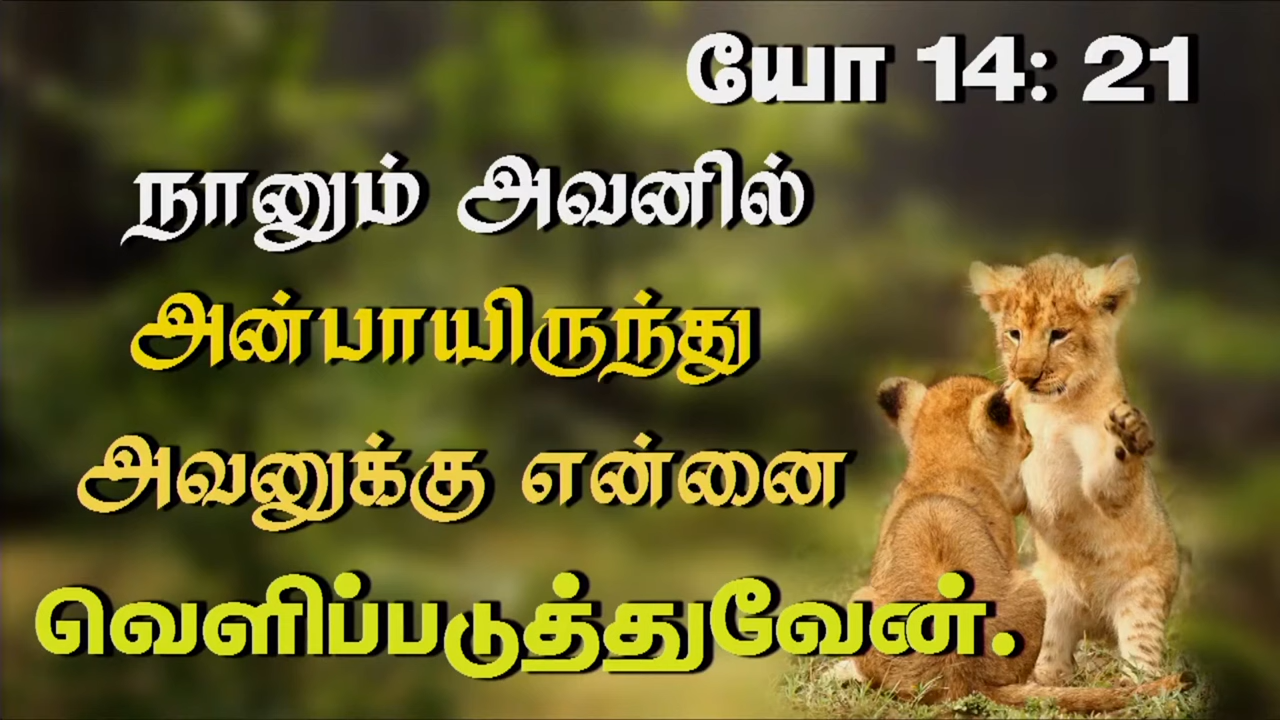 யோ 14: 21
நானும் அவனில்
அன்பாயிருந்து
அவனுக்கு என்னை
வெளிப்படுத்துவேன்.